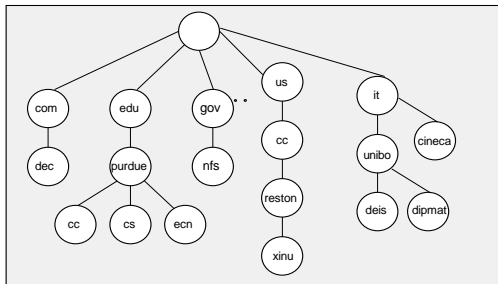 us
com edu gov .. it
cc cineca
dec purdue nfs unibo
reston
cc cs ecn deis dipmat
xinu